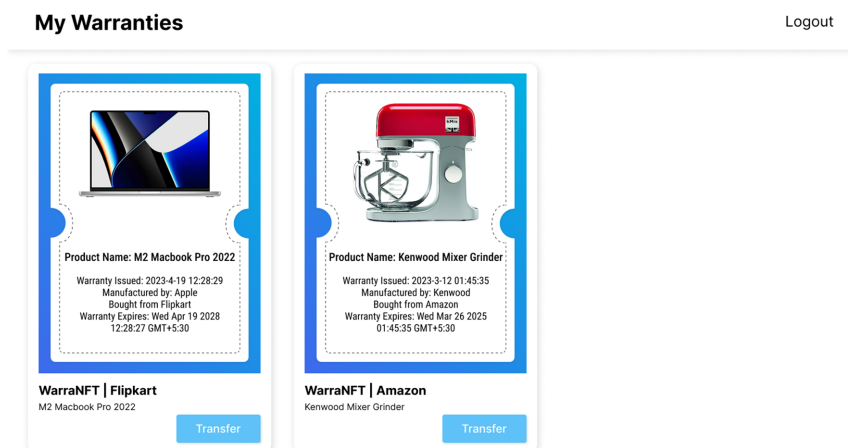 My Warranties
Logout
Product Name: M2 Macbook Pro 2022
Warranty Issued: 2023-4-19 12:28:29
Manufactured by: Apple
Bought from Flipkart
Warranty Expires: Wed Apr 19 2028
12:28:27 GMT+5:30
WarraNFT | Flipkart
M2 Macbook Pro 2022
Transfer
kMix
Product Name: Kenwood Mixer Grinder
Warranty Issued: 2023-3-12 01:45:35
Manufactured by: Kenwood
Bought from Amazon
Warranty Expires: Wed Mar 26 2025
01:45:35 GMT+5:30
WarraNFT | Amazon
Kenwood Mixer Grinder
Transfer